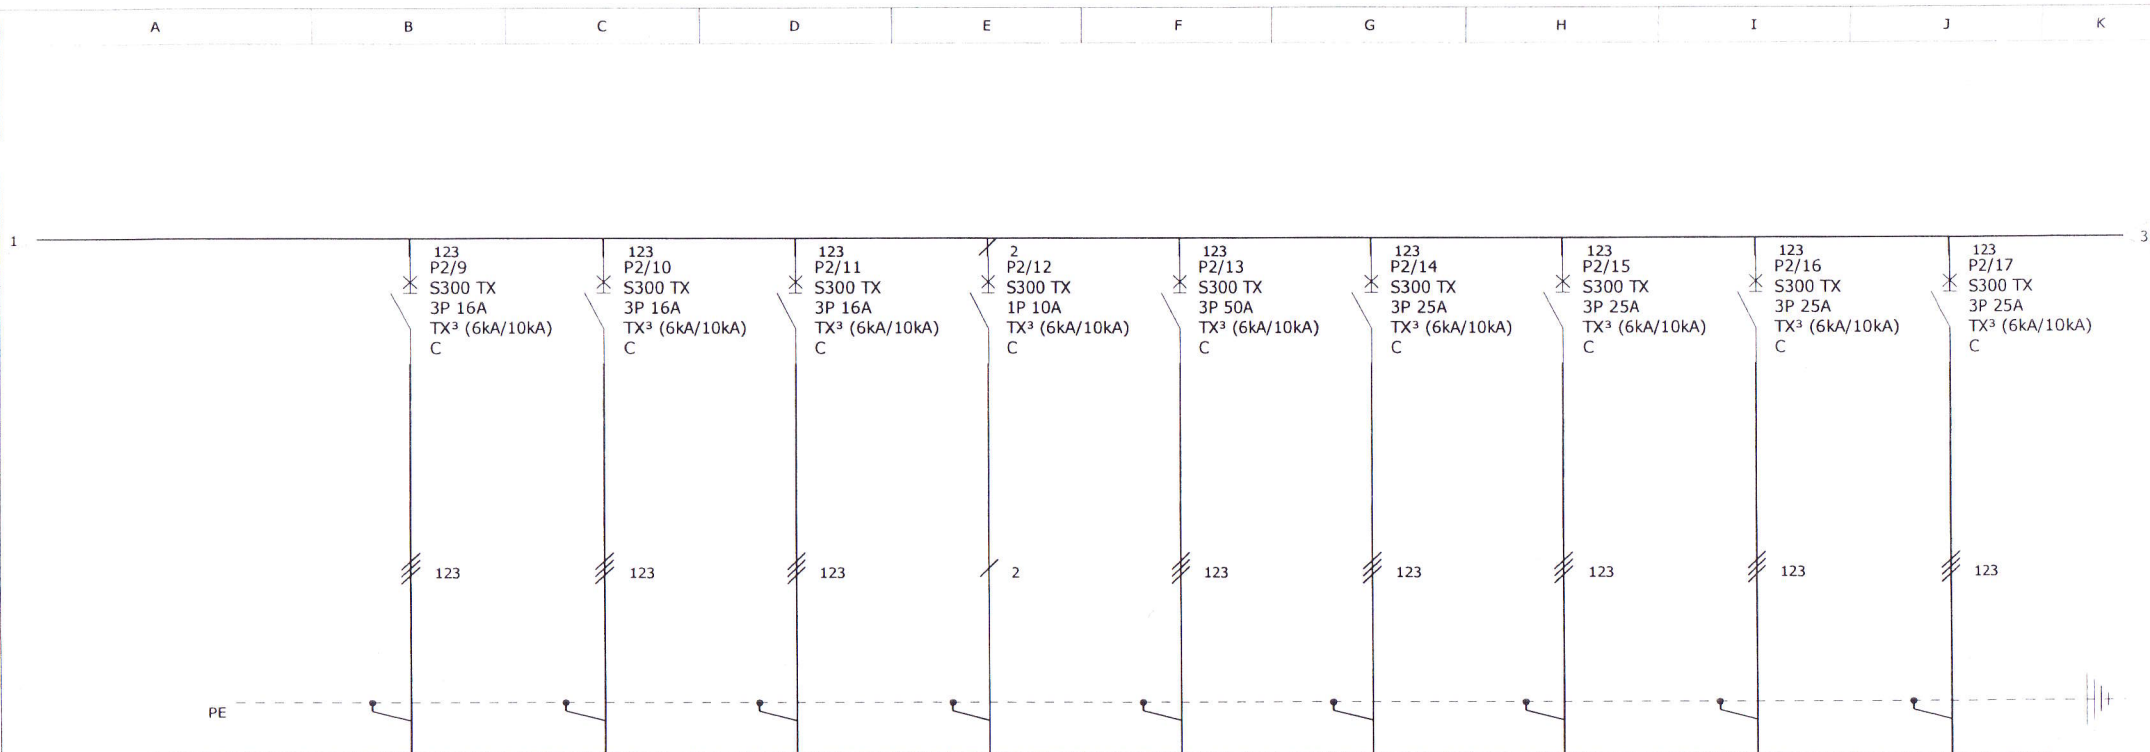 A B C D E F G H I J K
1 3
123
P2/9
S300 TX
3P 16A
TX³ (6kA/10kA)
C
123
P2/10
S300 TX
3P 16A
TX³ (6kA/10kA)
C
123
P2/11
S300 TX
3P 16A
TX³ (6kA/10kA)
C
2
P2/12
S300 TX
1P 10A
TX³ (6kA/10kA)
C
123
P2/13
S300 TX
3P 50A
TX³ (6kA/10kA)
C
123
P2/14
S300 TX
3P 25A
TX³ (6kA/10kA)
C
123
P2/15
S300 TX
3P 25A
TX³ (6kA/10kA)
C
123
P2/16
S300 TX
3P 25A
TX³ (6kA/10kA)
C
123
P2/17
S300 TX
3P 25A
TX³ (6kA/10kA)
C
123 123 123 2 123 123 123 123 123
PE